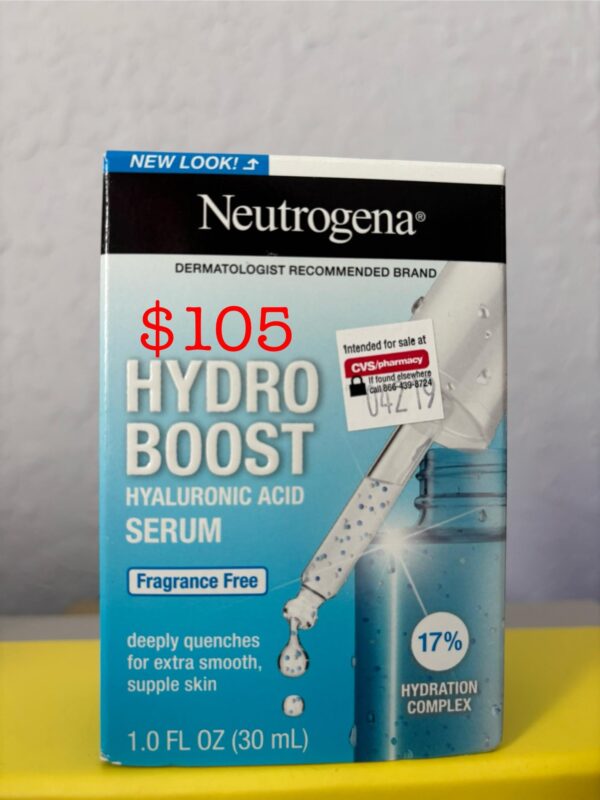 NEW LOOK!
Neutrogena®
DERMATOLOGIST RECOMMENDED BRAND
$105
HYDRO
BOOST
HYALURONIC ACID
SERUM
Fragrance Free
deeply quenches
for extra smooth,
supple skin
1.0 FL OZ (30 mL)
Intended for sale at
CVS/pharmacy
If found elsewhere
call 866-439-8724
17%
HYDRATION
COMPLEX